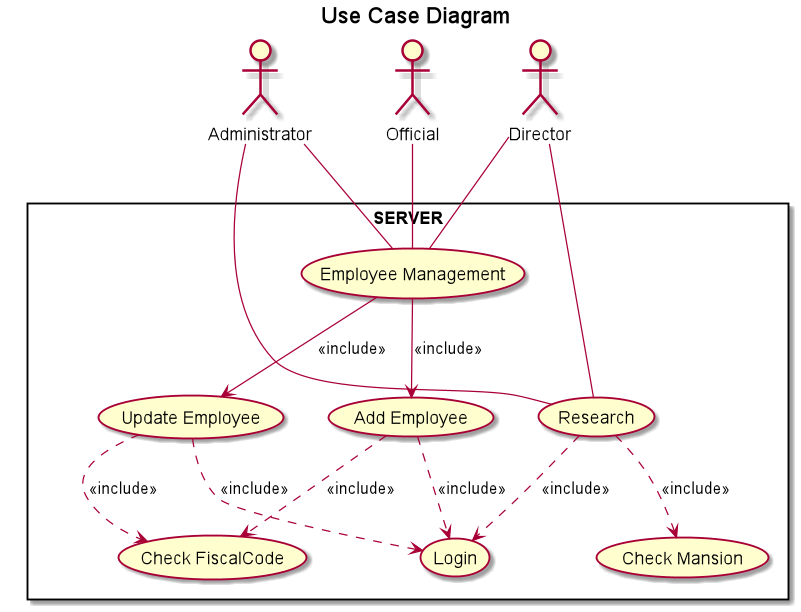 Use Case Diagram
Administrator
Official
Director
SERVER
Employee Management
«include»
«include»
Update Employee
Add Employee
Research
«include»
«include»
«include»
«include»
«include»
«include»
Check FiscalCode
Login
Check Mansion